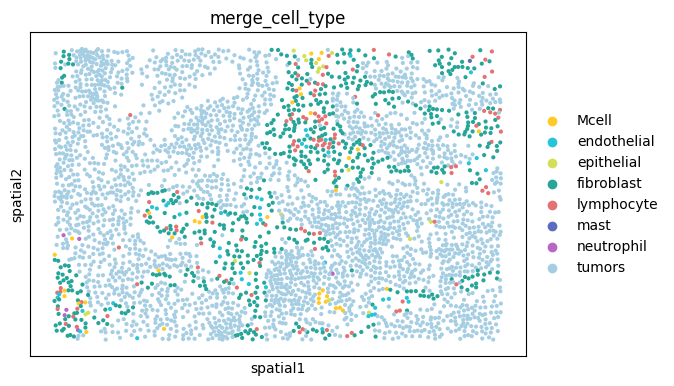 merge_cell_type
spatial2
spatial1
Mcell
endothelial
epithelial
fibroblast
lymphocyte
mast
neutrophil
tumors